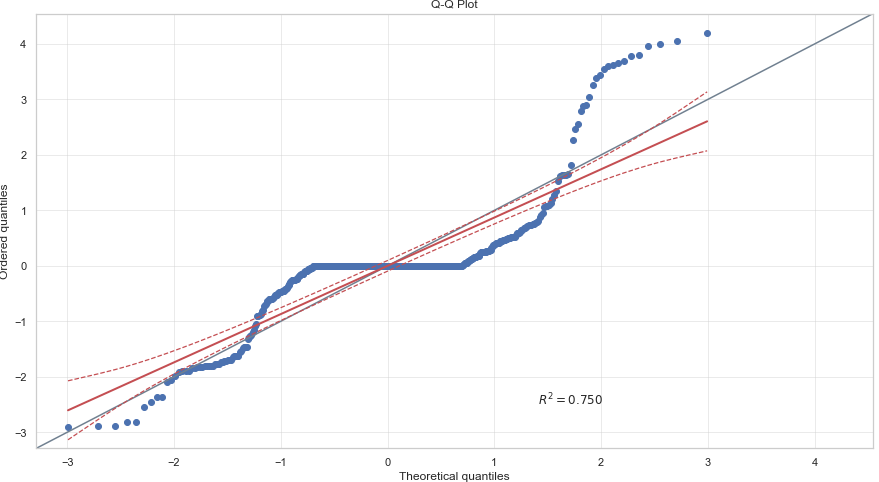 Q-Q Plot
Ordered quantiles
4
3
2
1
0
−1
−2
−3
R² = 0.750
−3 −2 −1 0 1 2 3 4
Theoretical quantiles